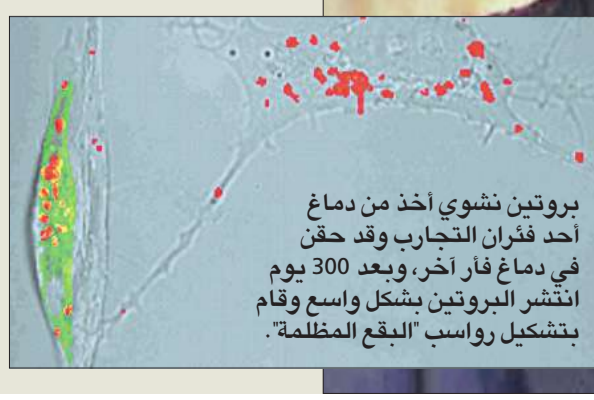 بروتين نشوي أخذ من دماغ
أحد فئران التجارب وقد حقن
في دماغ فأر آخر، وبعد 300 يوم
انتشر البروتين بشكل واسع وقام
بتشكيل رواسب "البقع المظلمة".